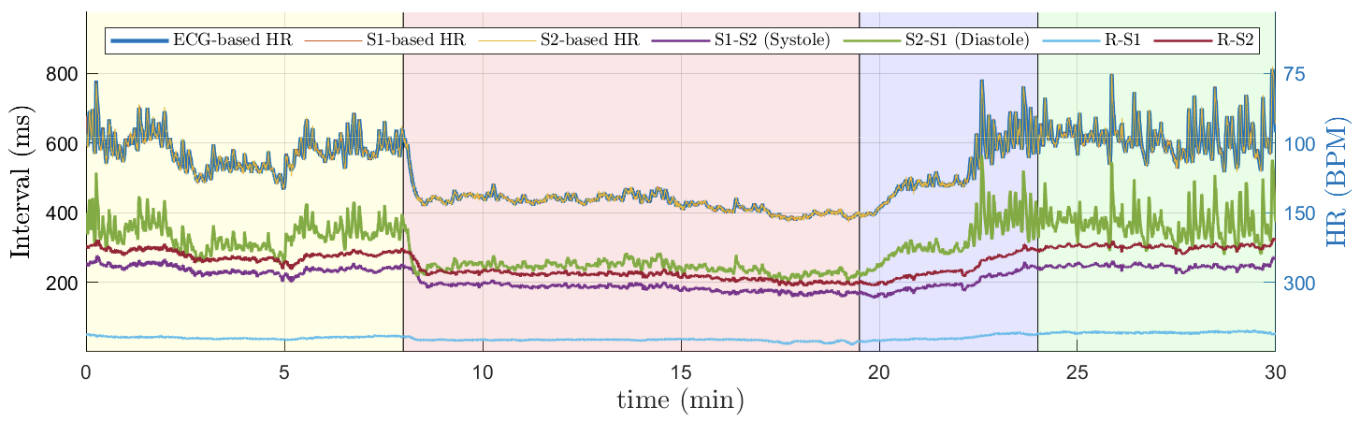 ECG-based HR S1-based HR S2-based HR S1-S2 (Systole) S2-S1 (Diastole) R-S1 R-S2
Interval (ms)
800
600
400
200
75
100
150
300
HR (BPM)
0 5 10 15 20 25 30
time (min)